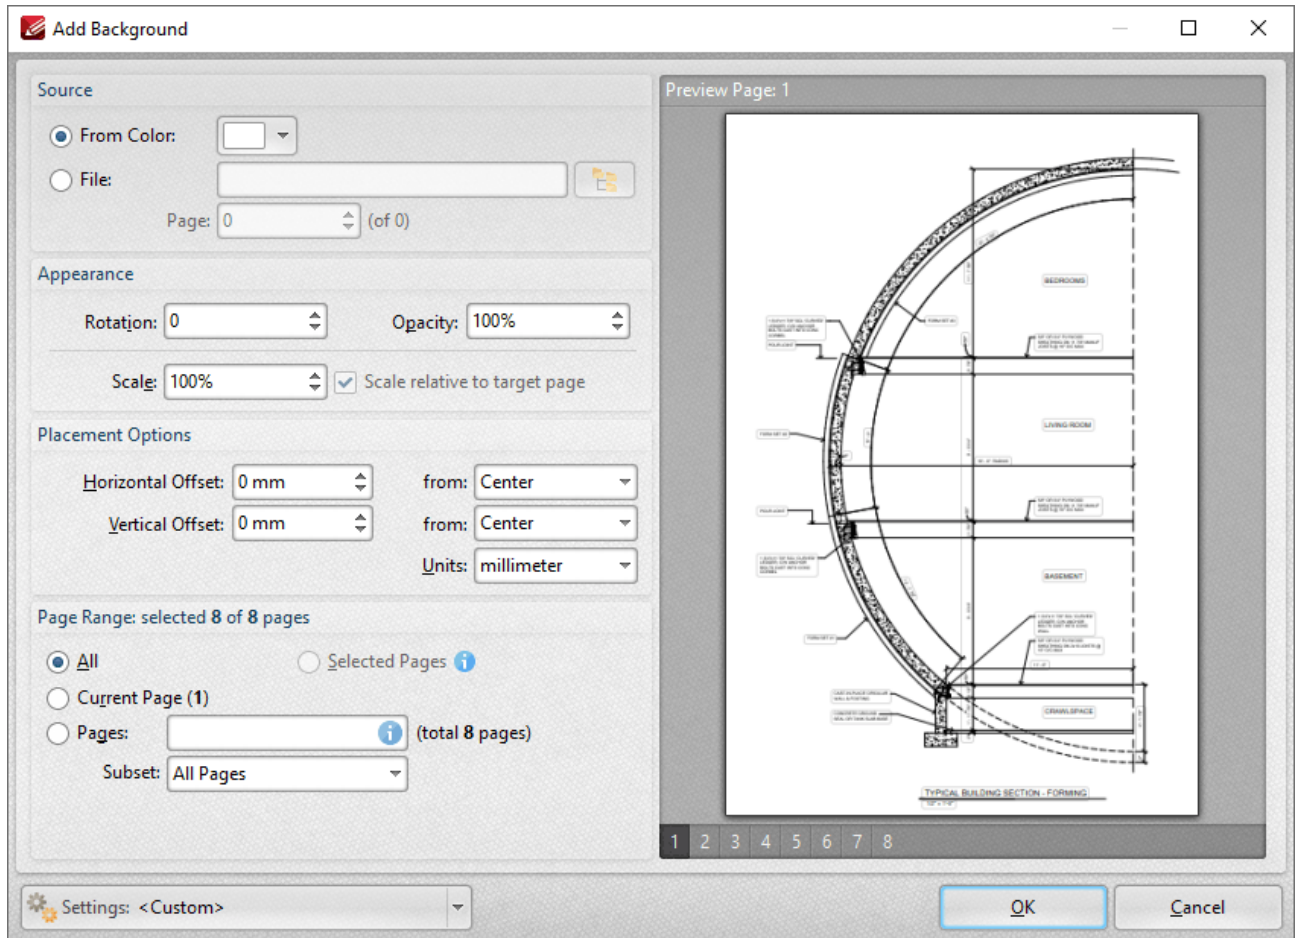 Add Background
Source
From Color:
File:
Page: 0 (of 0)
Appearance
Rotation: 0 Opacity: 100%
Scale: 100% Scale relative to target page
Placement Options
Horizontal Offset: 0 mm from: Center
Vertical Offset: 0 mm from: Center
Units: millimeter
Page Range: selected 8 of 8 pages
All Selected Pages
Current Page (1)
Pages: (total 8 pages)
Subset: All Pages
Preview Page: 1
BEDROOMS
LIVING ROOM
BASEMENT
CRAWLSPACE
TYPICAL BUILDING SECTION - FORMING
1 2 3 4 5 6 7 8
Settings: <Custom>
OK
Cancel